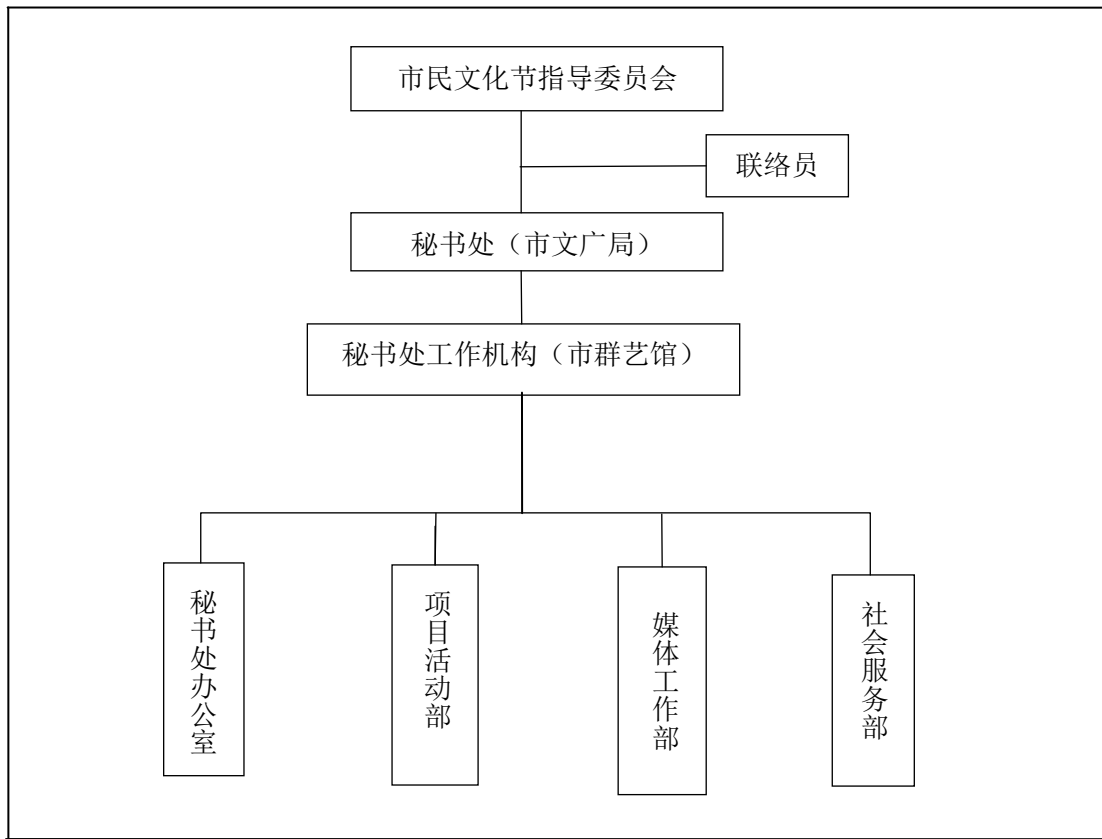 市民文化节指导委员会
联络员
秘书处（市文广局）
秘书处工作机构（市群艺馆）
秘书处办公室
项目活动部
媒体工作部
社会服务部